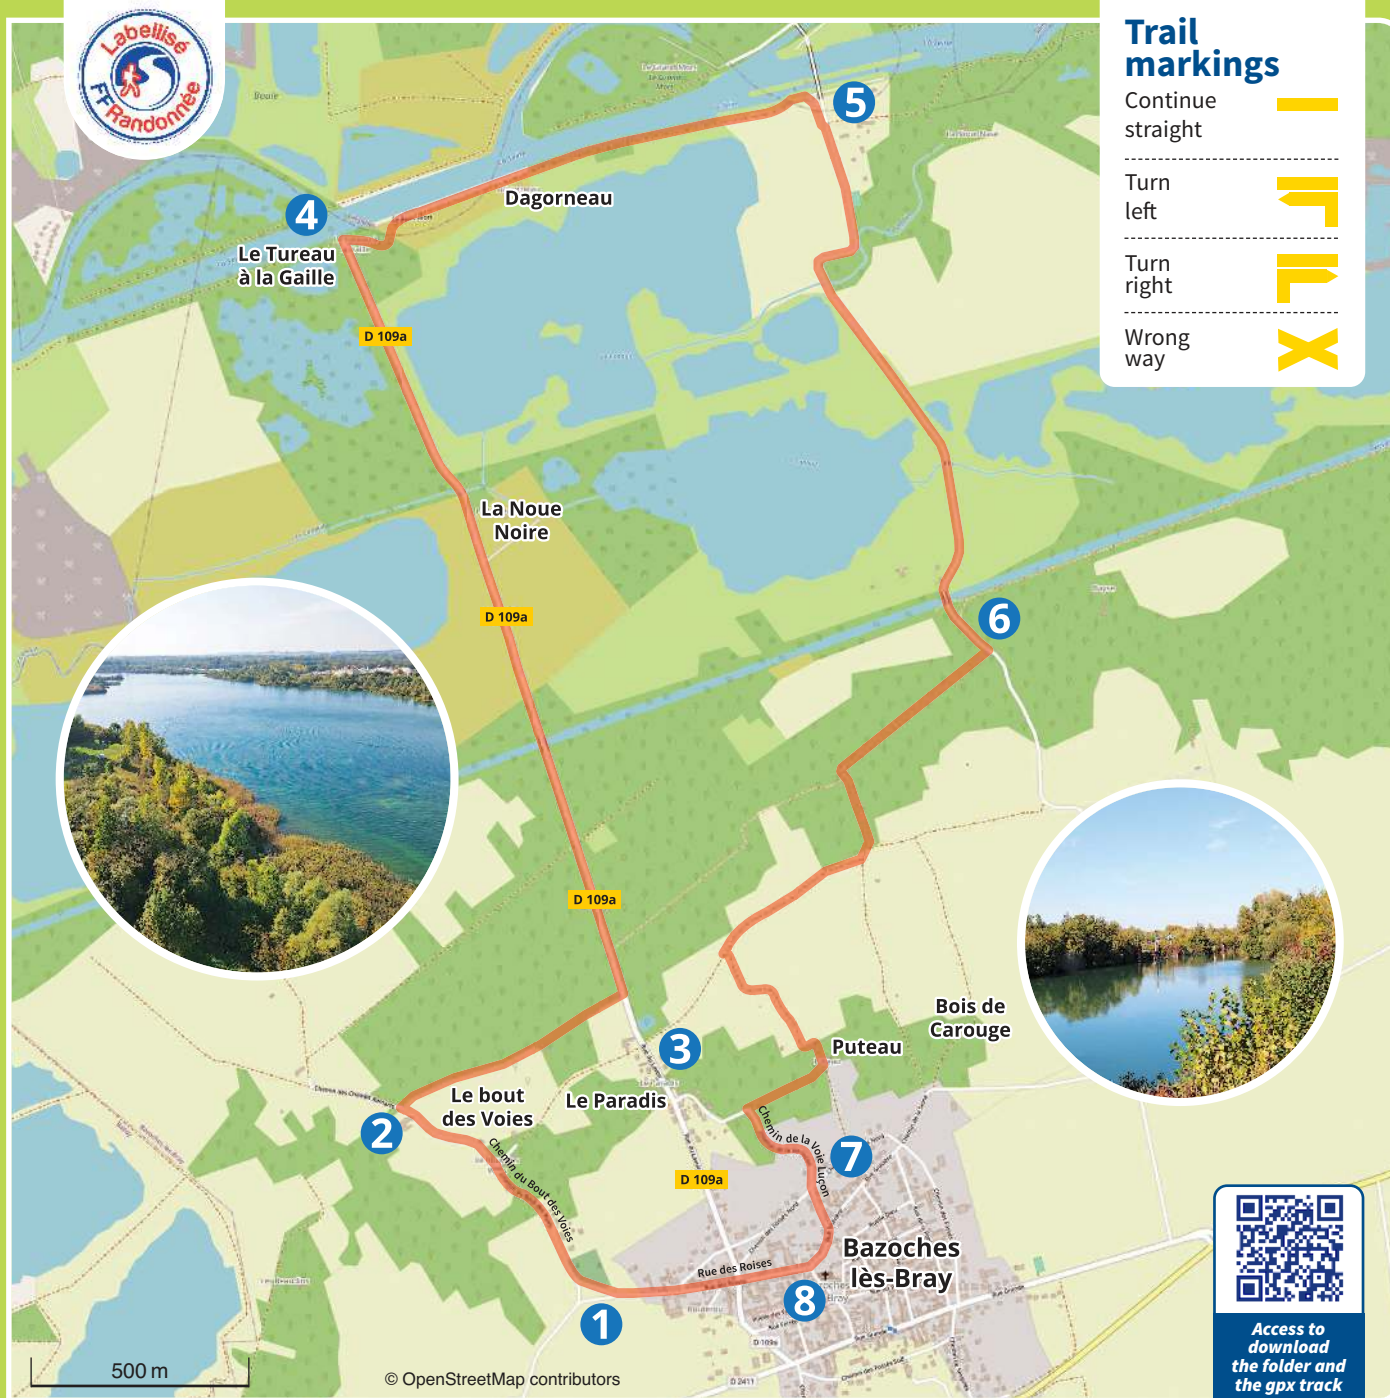 Labellisé
FFRandonnée
Trail
markings
Continue
straight
Turn
left
Turn
right
Wrong
way
5
4
Dagorneau
Le Tureau
à la Gaille
D 109a
La Noue
Noire
D 109a
6
D 109a
Bois de
Carouge
3
Puteau
Le bout
des Voies
Le Paradis
2
Chemin du Bout des Voies
Chemin de la Voie Luçon
7
D 109a
Bazoches
lès-Bray
Rue des Roises
8
1
D 109a
D 2411
500 m
© OpenStreetMap contributors
Access to
download
the folder and
the gpx track